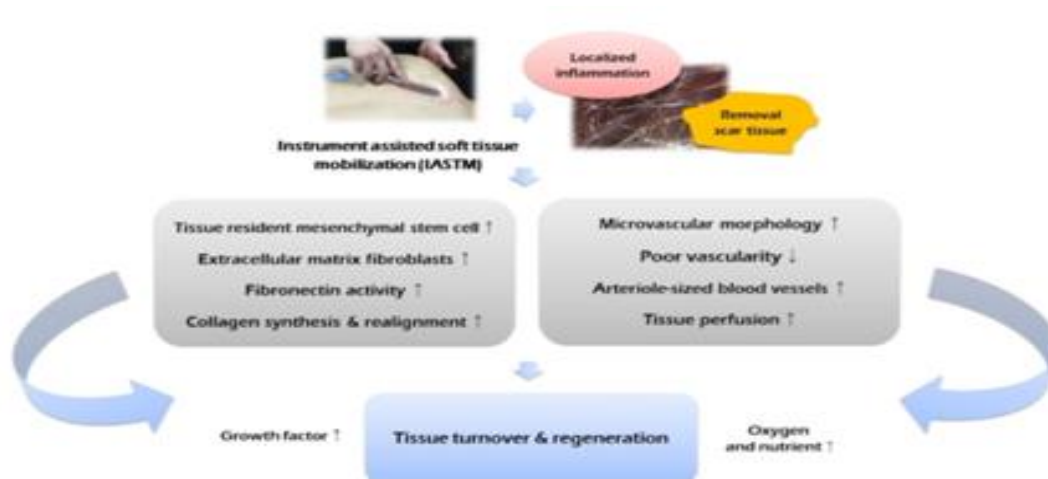 Localized
inflammation
Removal
scar tissue
Instrument assisted soft tissue
mobilization (IASTM)
Tissue resident mesenchymal stem cell ↑
Extracellular matrix fibroblasts ↑
Fibronectin activity ↑
Collagen synthesis & realignment ↑
Microvascular morphology ↑
Poor vascularity ↓
Arteriole-sized blood vessels ↑
Tissue perfusion ↑
Growth factor ↑
Tissue turnover & regeneration
Oxygen
and nutrient ↑